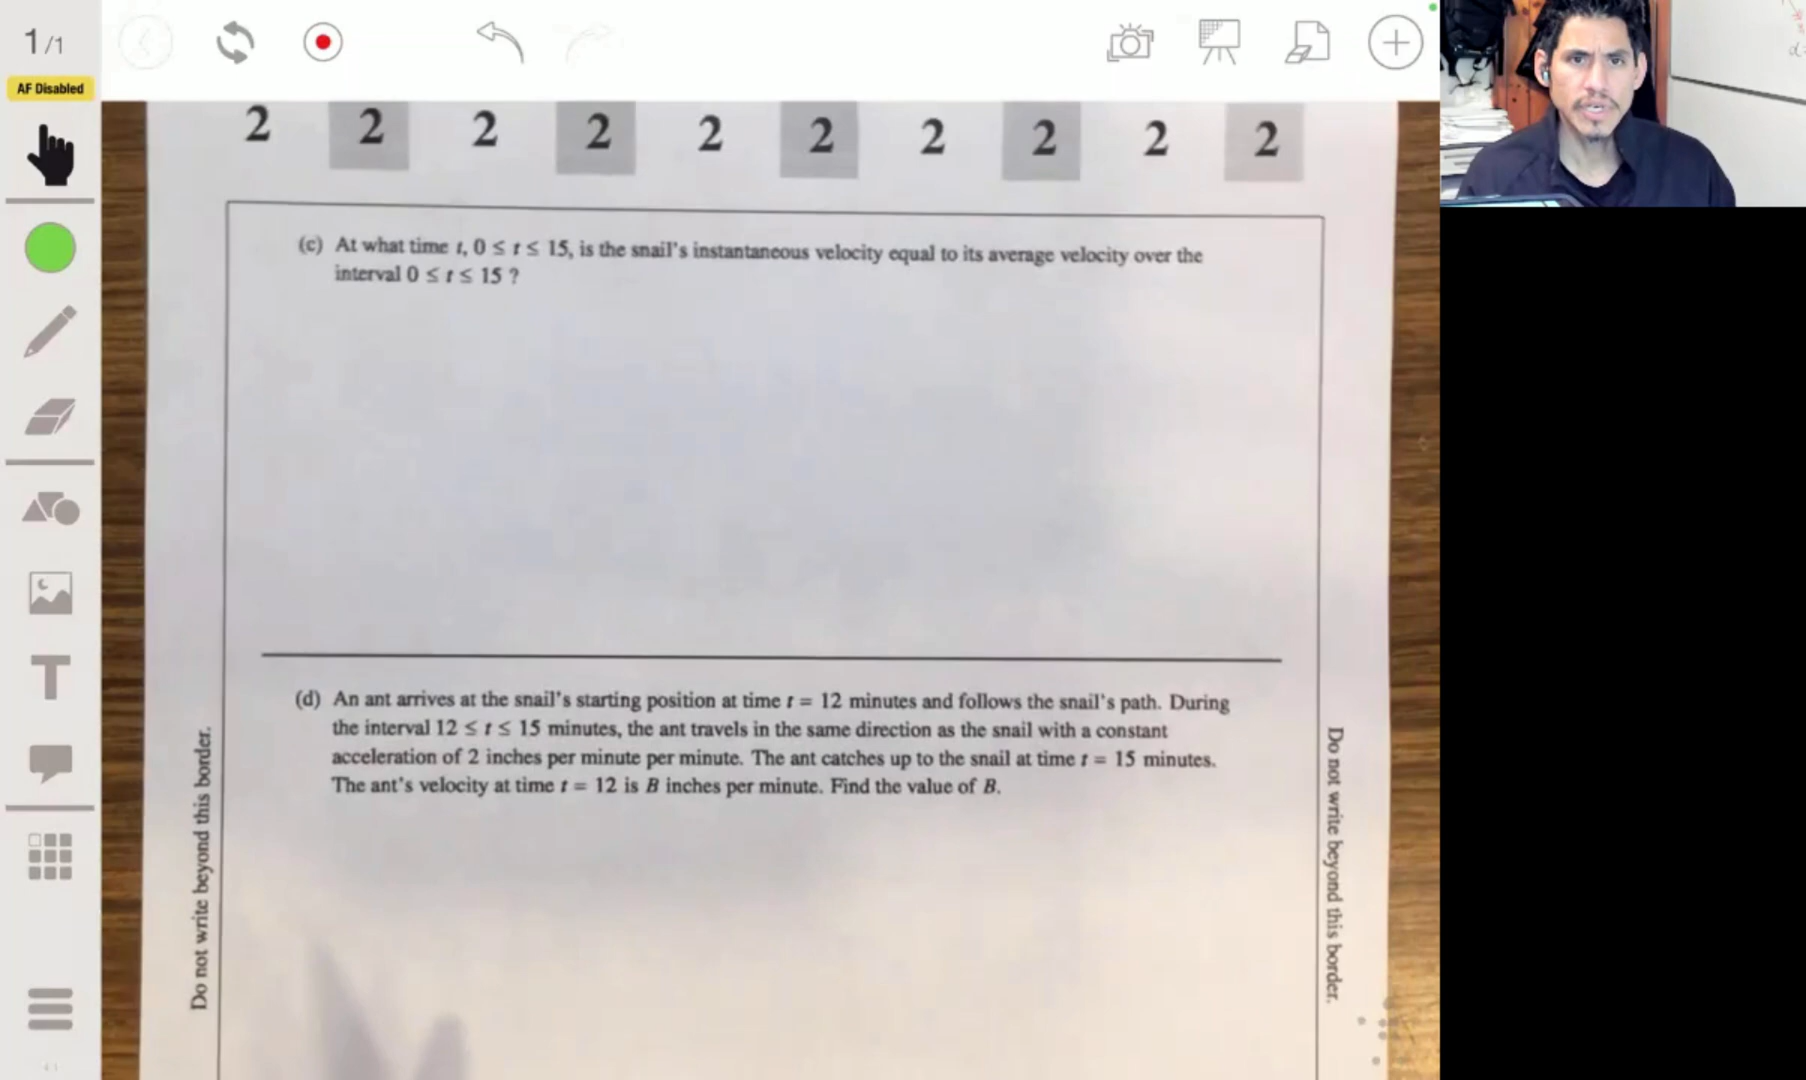 1/1
AF Disabled
2 2 2 2 2 2 2 2 2 2
(c) At what time t, 0 ≤ t ≤ 15, is the snail's instantaneous velocity equal to its average velocity over the
interval 0 ≤ t ≤ 15 ?
(d) An ant arrives at the snail's starting position at time t = 12 minutes and follows the snail's path. During
the interval 12 ≤ t ≤ 15 minutes, the ant travels in the same direction as the snail with a constant
acceleration of 2 inches per minute per minute. The ant catches up to the snail at time t = 15 minutes.
The ant's velocity at time t = 12 is B inches per minute. Find the value of B.
Do not write beyond this border.
Do not write beyond this border.
T